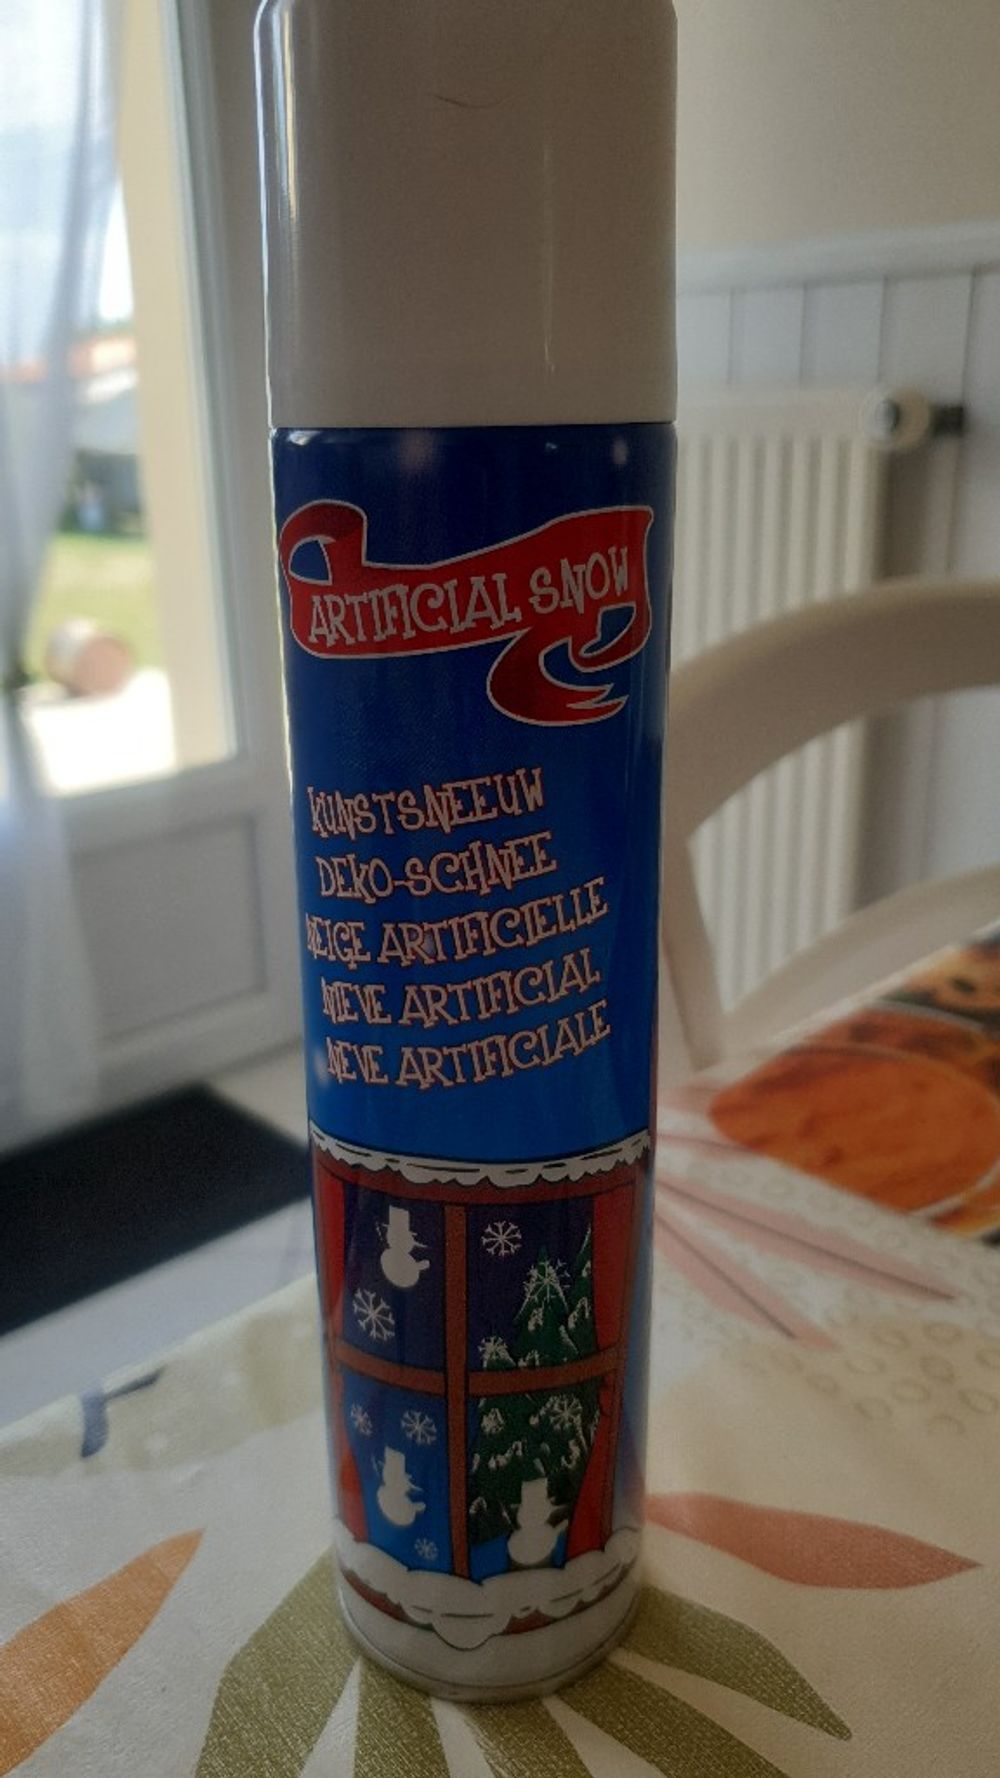 ARTIFICIAL SNOW
KUNSTSNEEUW
DEKO-SCHNEE
NEIGE ARTIFICIELLE
NIEVE ARTIFICIAL
NEVE ARTIFICIALE